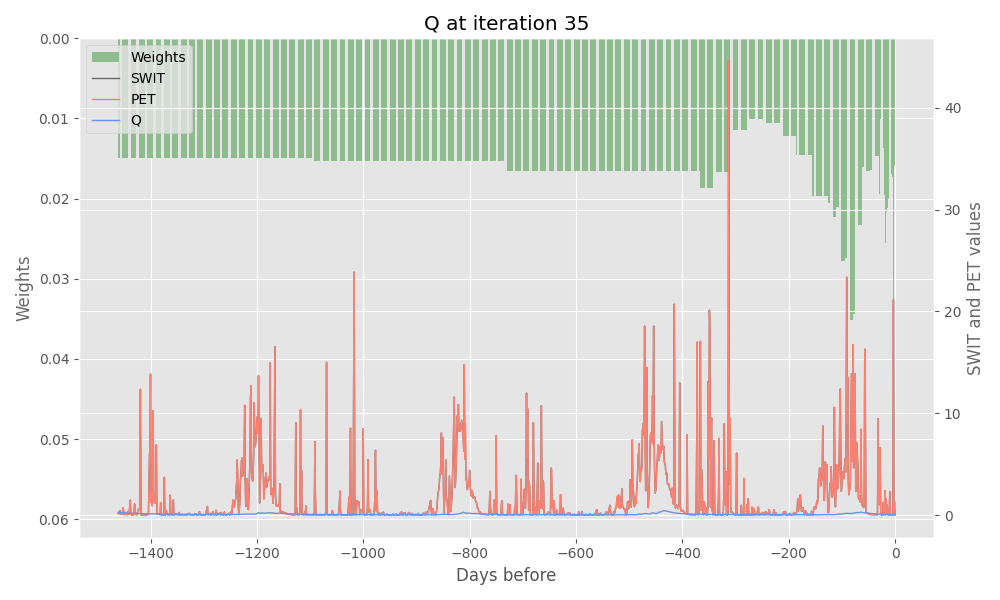 Q at iteration 35
0.00
0.01
0.02
0.03
0.04
0.05
0.06
Weights
Weights
SWIT
PET
Q
40
30
20
10
0
SWIT and PET values
−1400
−1200
−1000
−800
−600
−400
−200
0
Days before